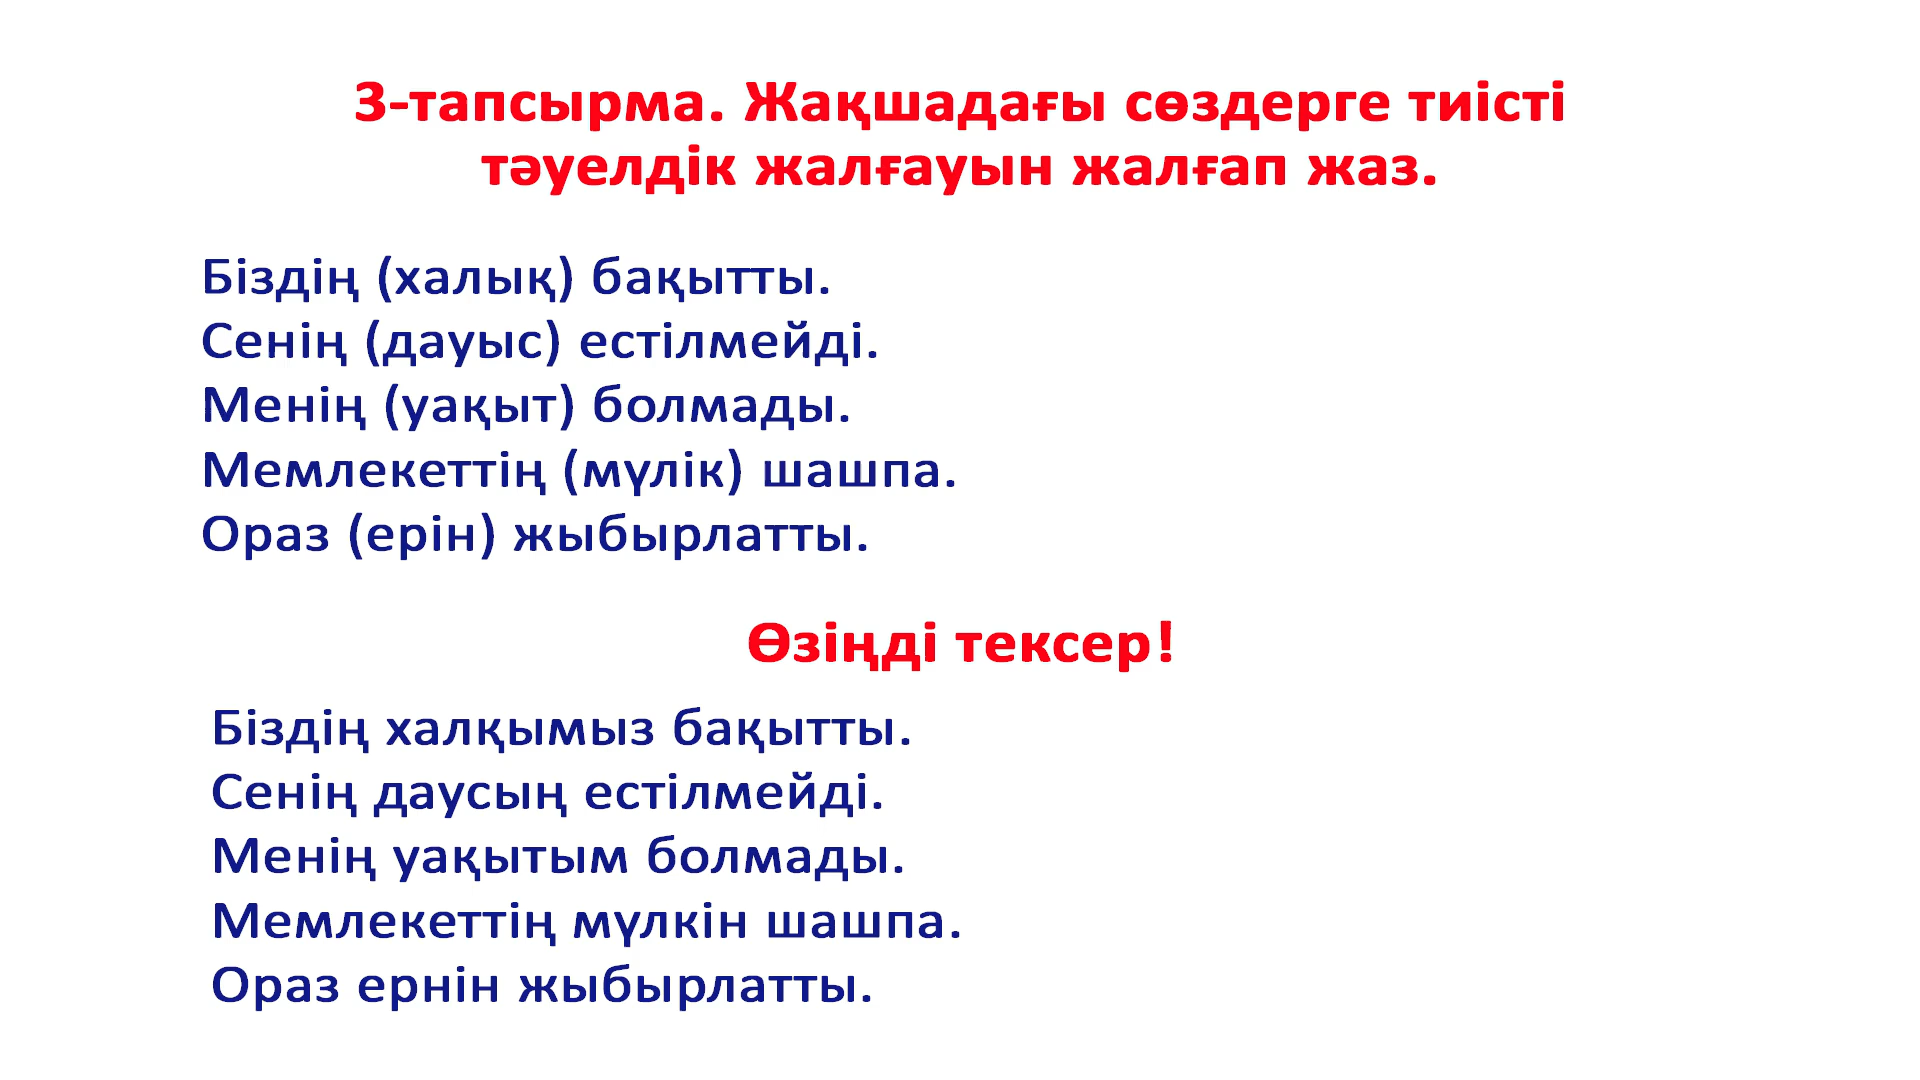 3-тапсырма. Жақшадағы сөздерге тиісті
тәуелдік жалғауын жалғап жаз.
Біздің (халық) бақытты.
Сенің (дауыс) естілмейді.
Менің (уақыт) болмады.
Мемлекеттің (мүлік) шашпа.
Ораз (ерін) жыбырлатты.
Өзіңді тексер!
Біздің халқымыз бақытты.
Сенің даусың естілмейді.
Менің уақытым болмады.
Мемлекеттің мүлкін шашпа.
Ораз ернін жыбырлатты.